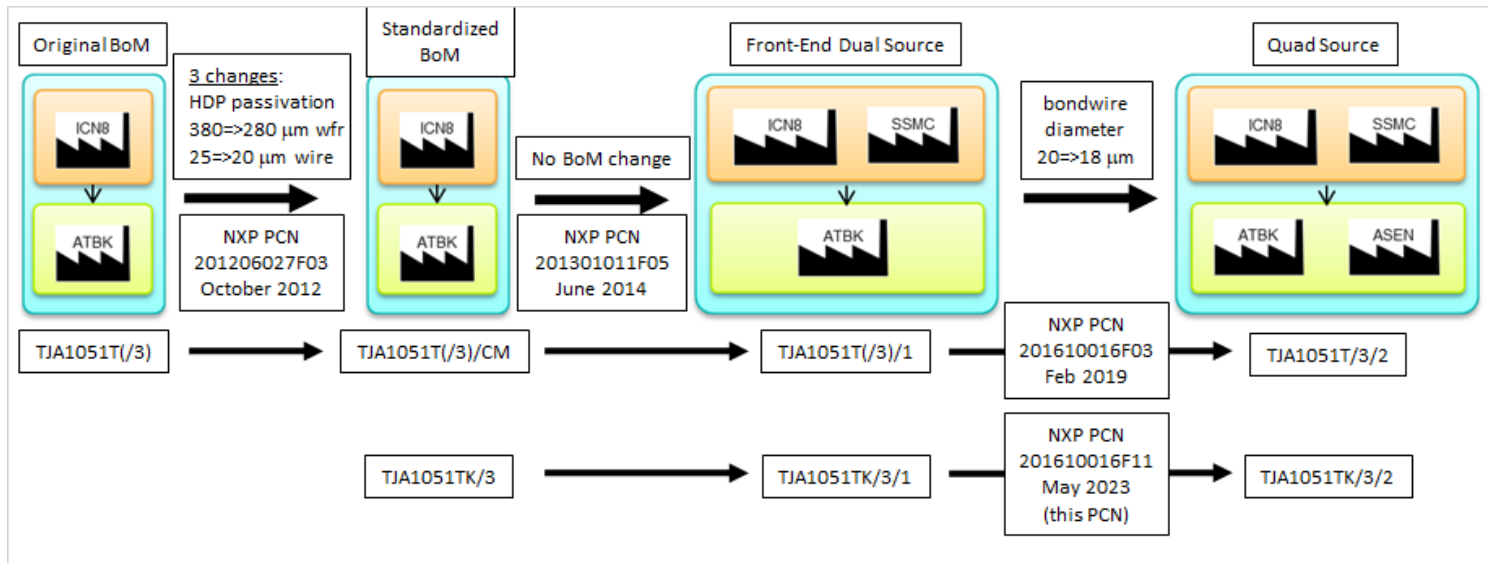 Original BoM
3 changes:
HDP passivation
380=>280 μm wfr
25=>20 μm wire
Standardized
BoM
Front-End Dual Source
Quad Source
ICN8
ATBK
NXP PCN
201206027F03
October 2012
ICN8
ATBK
No BoM change
NXP PCN
201301011F05
June 2014
ICN8
SSMC
ATBK
bondwire
diameter
20=>18 μm
ICN8
SSMC
ATBK
ASEN
TJA1051T(/3)
TJA1051T(/3)/CM
TJA1051T(/3)/1
NXP PCN
201610016F03
Feb 2019
TJA1051T/3/2
TJA1051TK/3
TJA1051TK/3/1
NXP PCN
201610016F11
May 2023
(this PCN)
TJA1051TK/3/2